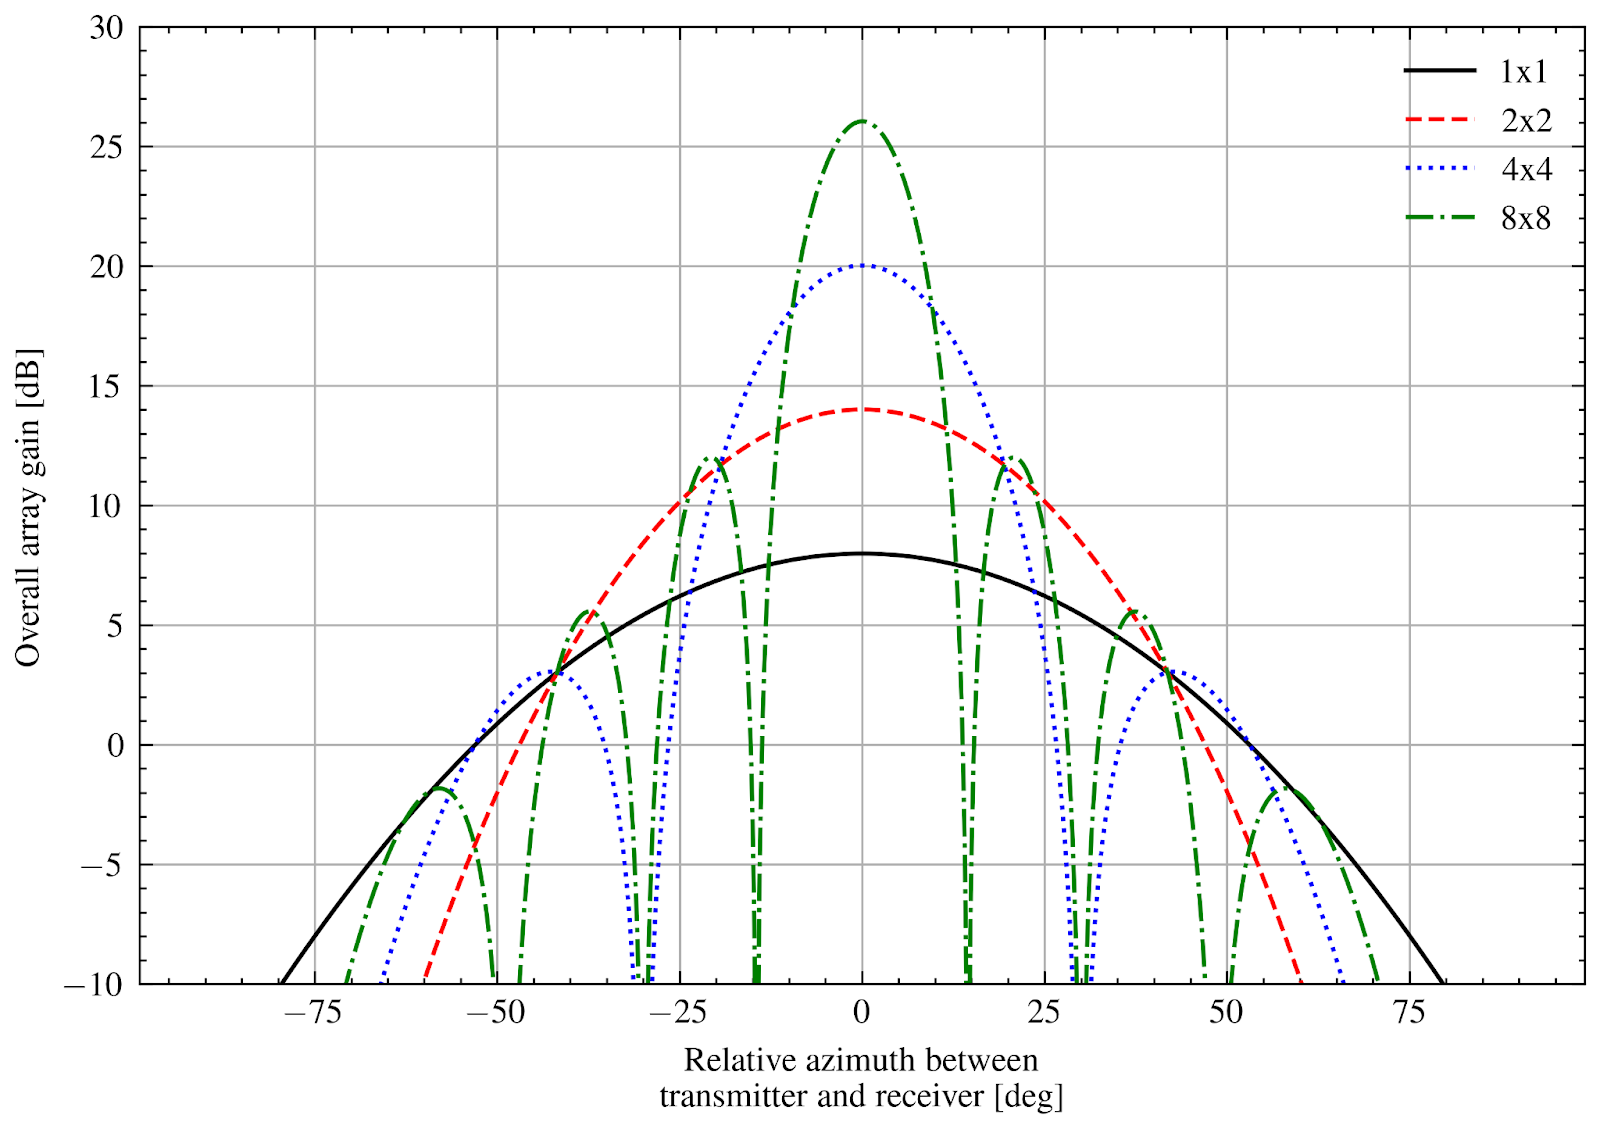 30
25
20
15
10
5
0
−5
−10
Overall array gain [dB]
1x1
2x2
4x4
8x8
−75 −50 −25 0 25 50 75
Relative azimuth between
transmitter and receiver [deg]